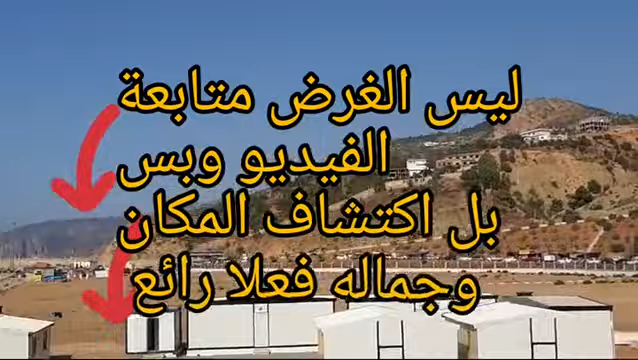 ليس الغرض متابعة
الفيديو وبس
بل اكتشاف المكان
وجماله فعلا رائع